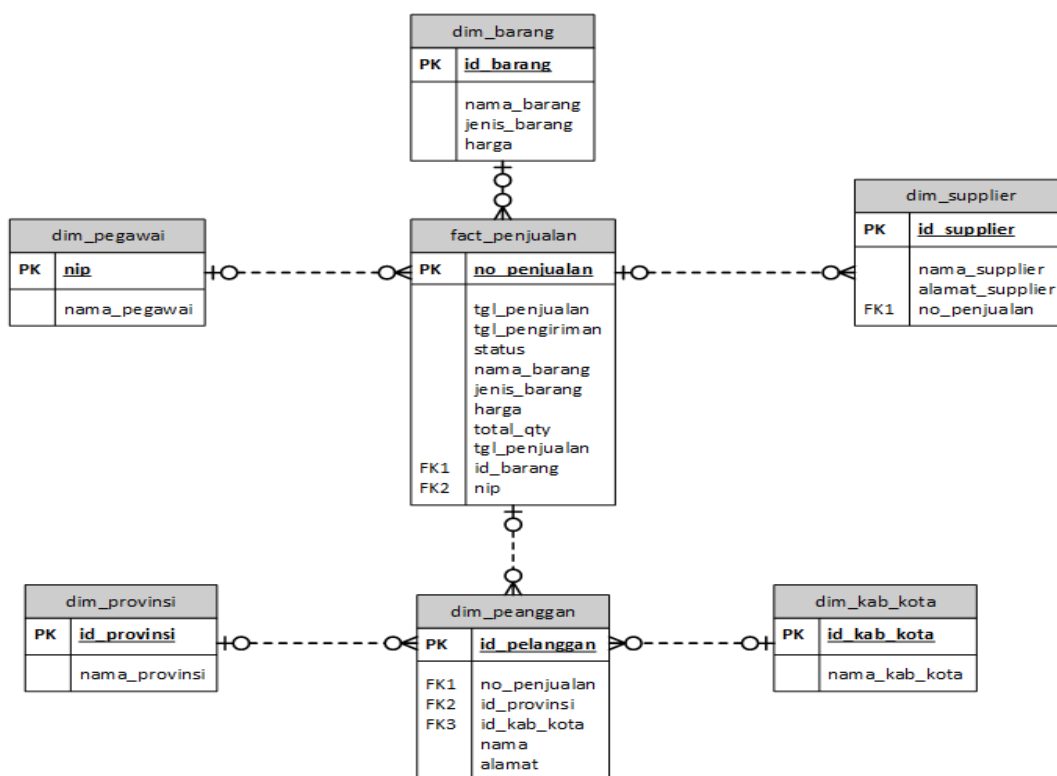 dim_barang
PK id_barang
nama_barang
jenis_barang
harga
dim_supplier
PK id_supplier
nama_supplier
alamat_supplier
FK1 no_penjualan
dim_pegawai
PK nip
nama_pegawai
fact_penjualan
PK no_penjualan
tgl_penjualan
tgl_pengiriman
status
nama_barang
jenis_barang
harga
total_qty
tgl_penjualan
FK1 id_barang
FK2 nip
dim_provinsi
PK id_provinsi
nama_provinsi
dim_peanggan
PK id_pelanggan
FK1 no_penjualan
FK2 id_provinsi
FK3 id_kab_kota
nama
alamat
dim_kab_kota
PK id_kab_kota
nama_kab_kota